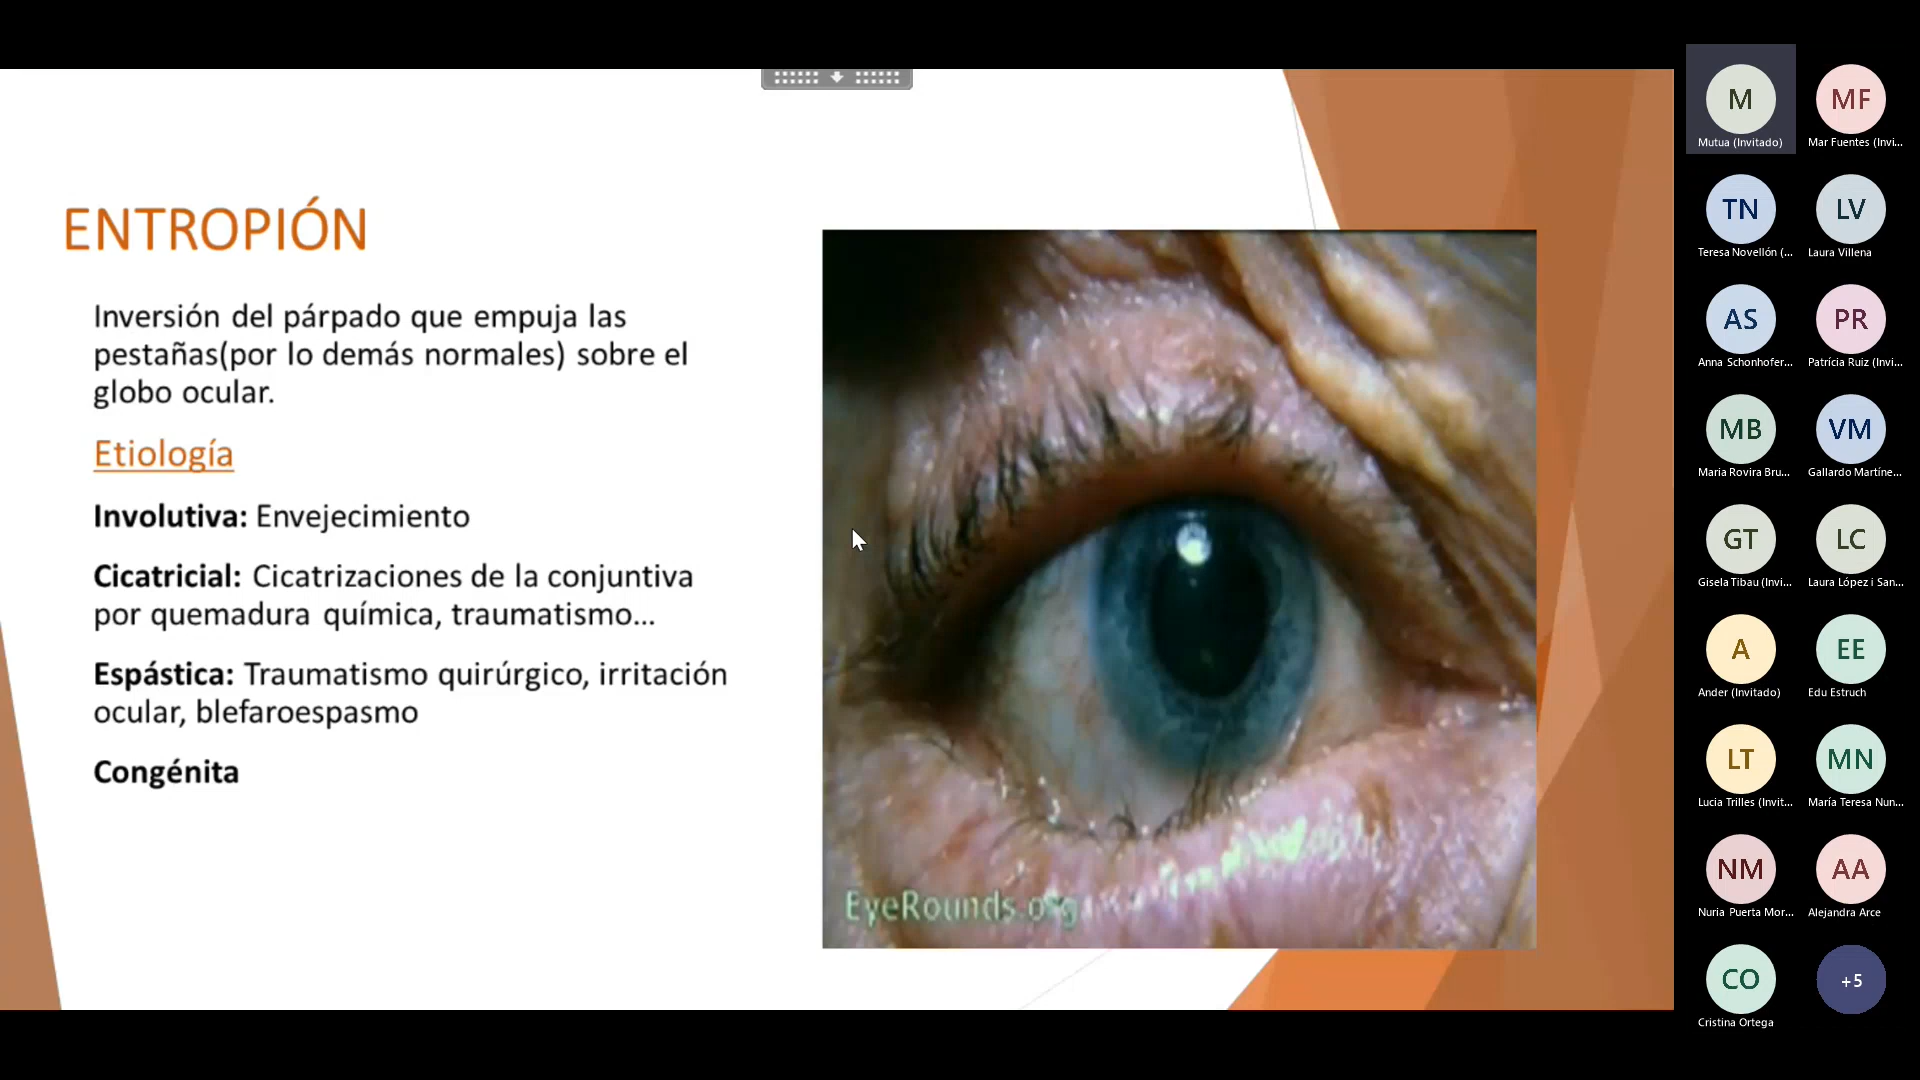 ENTROPIÓN
Inversión del párpado que empuja las
pestañas(por lo demás normales) sobre el
globo ocular.
Etiología
Involutiva: Envejecimiento
Cicatricial: Cicatrizaciones de la conjuntiva
por quemadura química, traumatismo...
Espástica: Traumatismo quirúrgico, irritación
ocular, blefaroespasmo
Congénita
EyeRounds.org
M
Mutua (Invitado)
MF
Mar Fuentes (Invi...
TN
Teresa Novellón (...
LV
Laura Villena
AS
Anna Schonhofer...
PR
Patrícia Ruiz (Invi...
MB
Maria Rovira Bru...
VM
Gallardo Martíne...
GT
Gisela Tibau (Invi...
LC
Laura López i San...
A
Ander (Invitado)
EE
Edu Estruch
LT
Lucia Trilles (Invit...
MN
María Teresa Nun...
NM
Nuria Puerta Mor...
AA
Alejandra Arce
CO
Cristina Ortega
+5